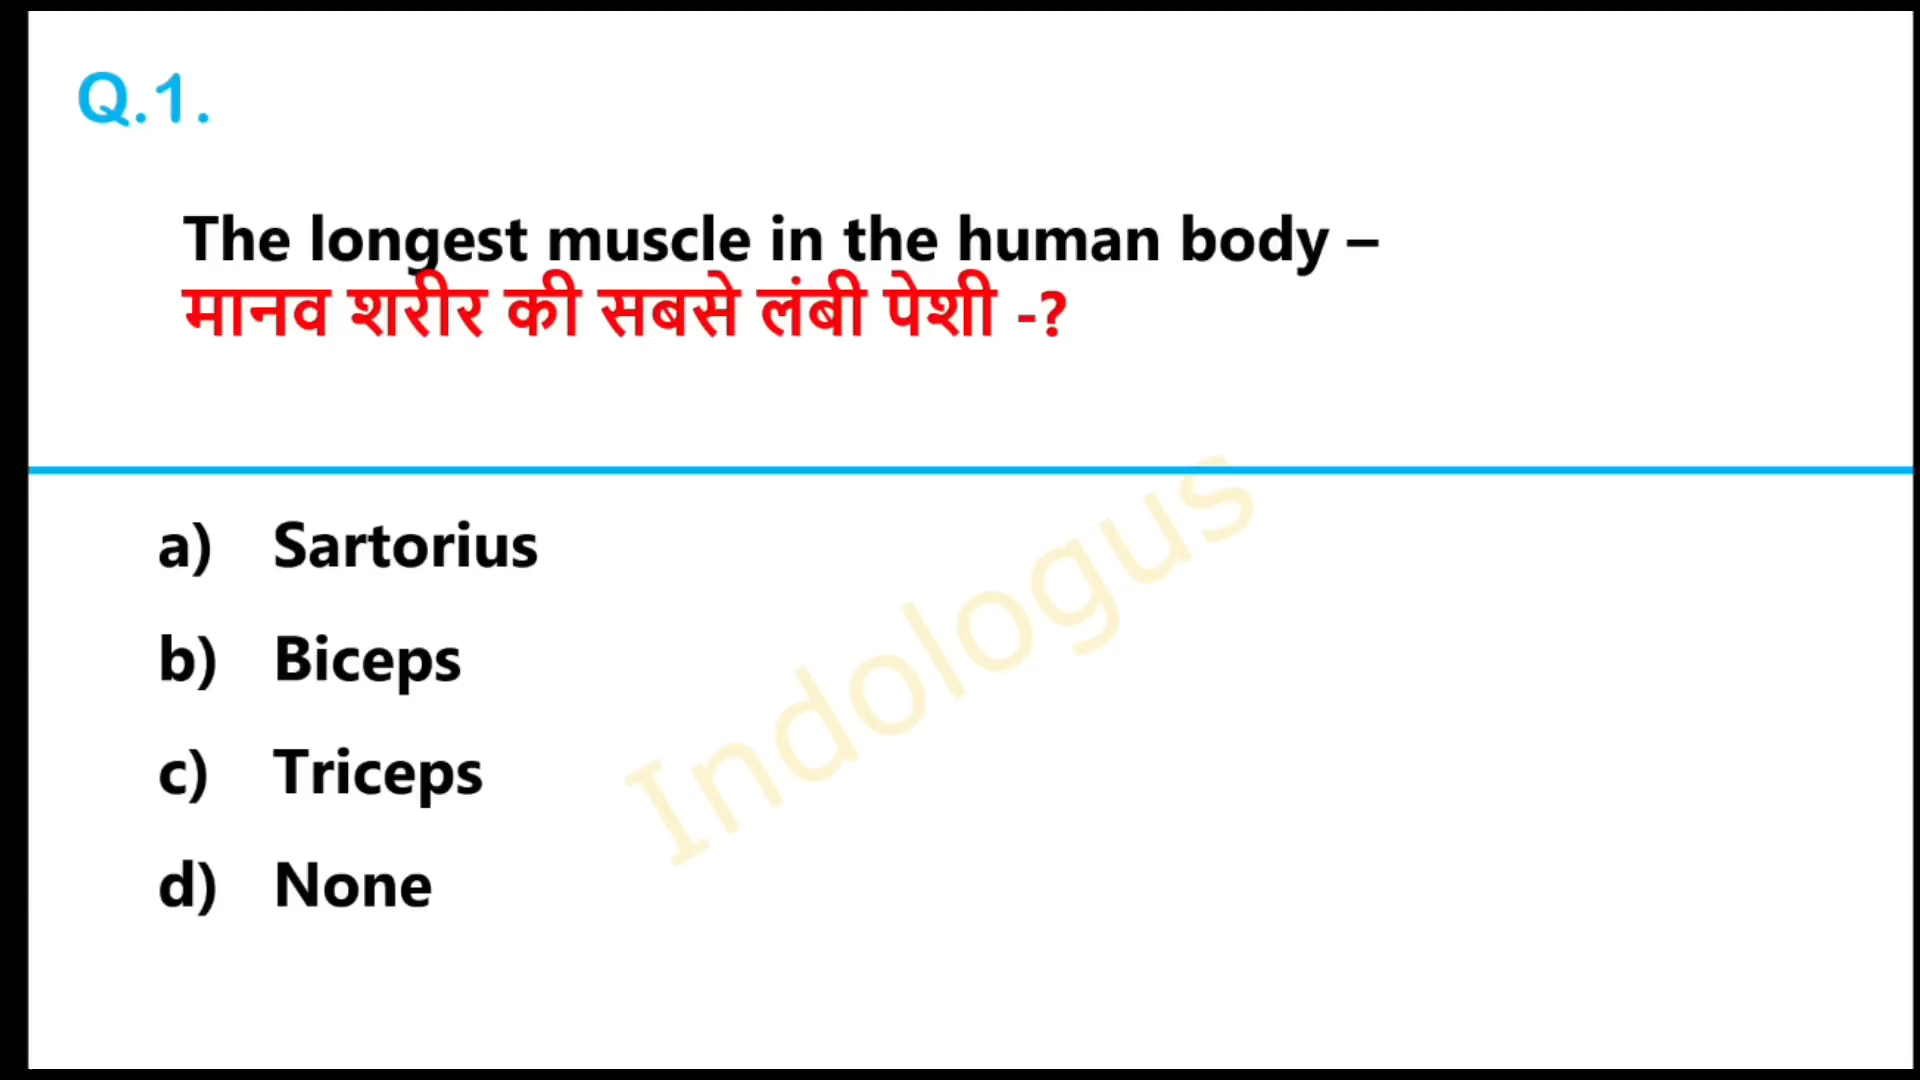 Q.1.
The longest muscle in the human body –
मानव शरीर की सबसे लंबी पेशी -?
a) Sartorius
b) Biceps
c) Triceps
d) None
Indologus